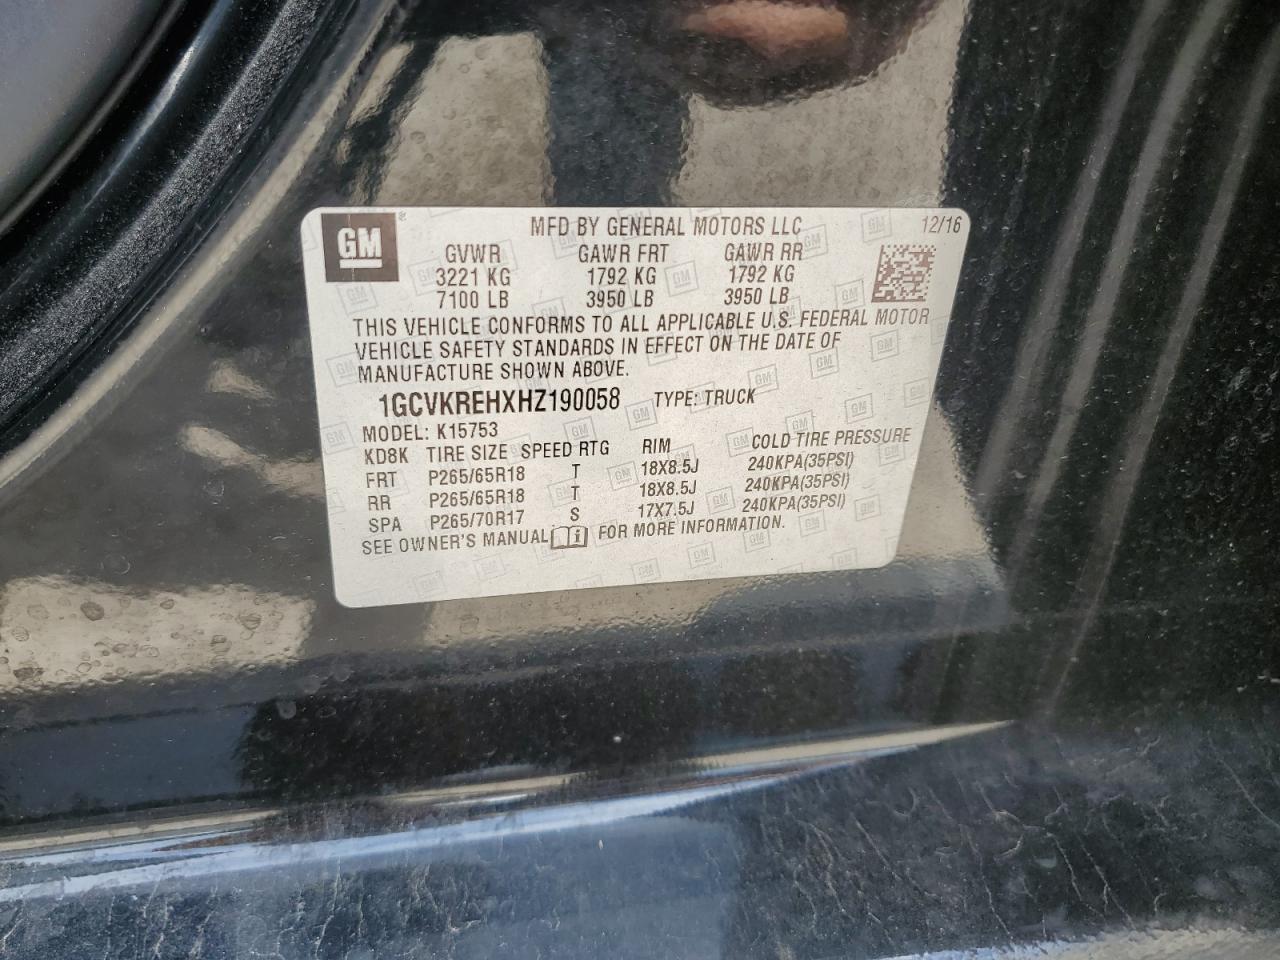 GM
MFD BY GENERAL MOTORS LLC 12/16
GVWR GAWR FRT GAWR RR
3221 KG 1792 KG 1792 KG
7100 LB 3950 LB 3950 LB
THIS VEHICLE CONFORMS TO ALL APPLICABLE U.S. FEDERAL MOTOR
VEHICLE SAFETY STANDARDS IN EFFECT ON THE DATE OF
MANUFACTURE SHOWN ABOVE.
1GCVKREHXHZ190058 TYPE: TRUCK
MODEL: K15753
KD8K TIRE SIZE SPEED RTG RIM COLD TIRE PRESSURE
FRT P265/65R18 T 18X8.5J 240KPA(35PSI)
RR P265/65R18 T 18X8.5J 240KPA(35PSI)
SPA P265/70R17 S 17X7.5J 240KPA(35PSI)
SEE OWNER'S MANUAL FOR MORE INFORMATION.